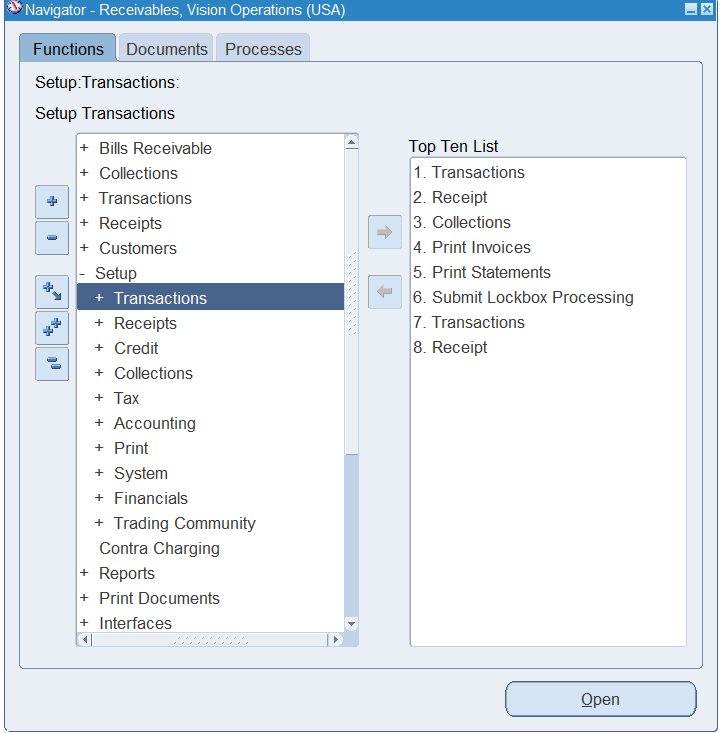 Navigator - Receivables, Vision Operations (USA)
Functions
Documents
Processes
Setup:Transactions:
Setup Transactions
+ Bills Receivable
+ Collections
+ Transactions
+ Receipts
+ Customers
- Setup
+ Transactions
+ Receipts
+ Credit
+ Collections
+ Tax
+ Accounting
+ Print
+ System
+ Financials
+ Trading Community
Contra Charging
+ Reports
+ Print Documents
+ Interfaces
Top Ten List
1. Transactions
2. Receipt
3. Collections
4. Print Invoices
5. Print Statements
6. Submit Lockbox Processing
7. Transactions
8. Receipt
Open